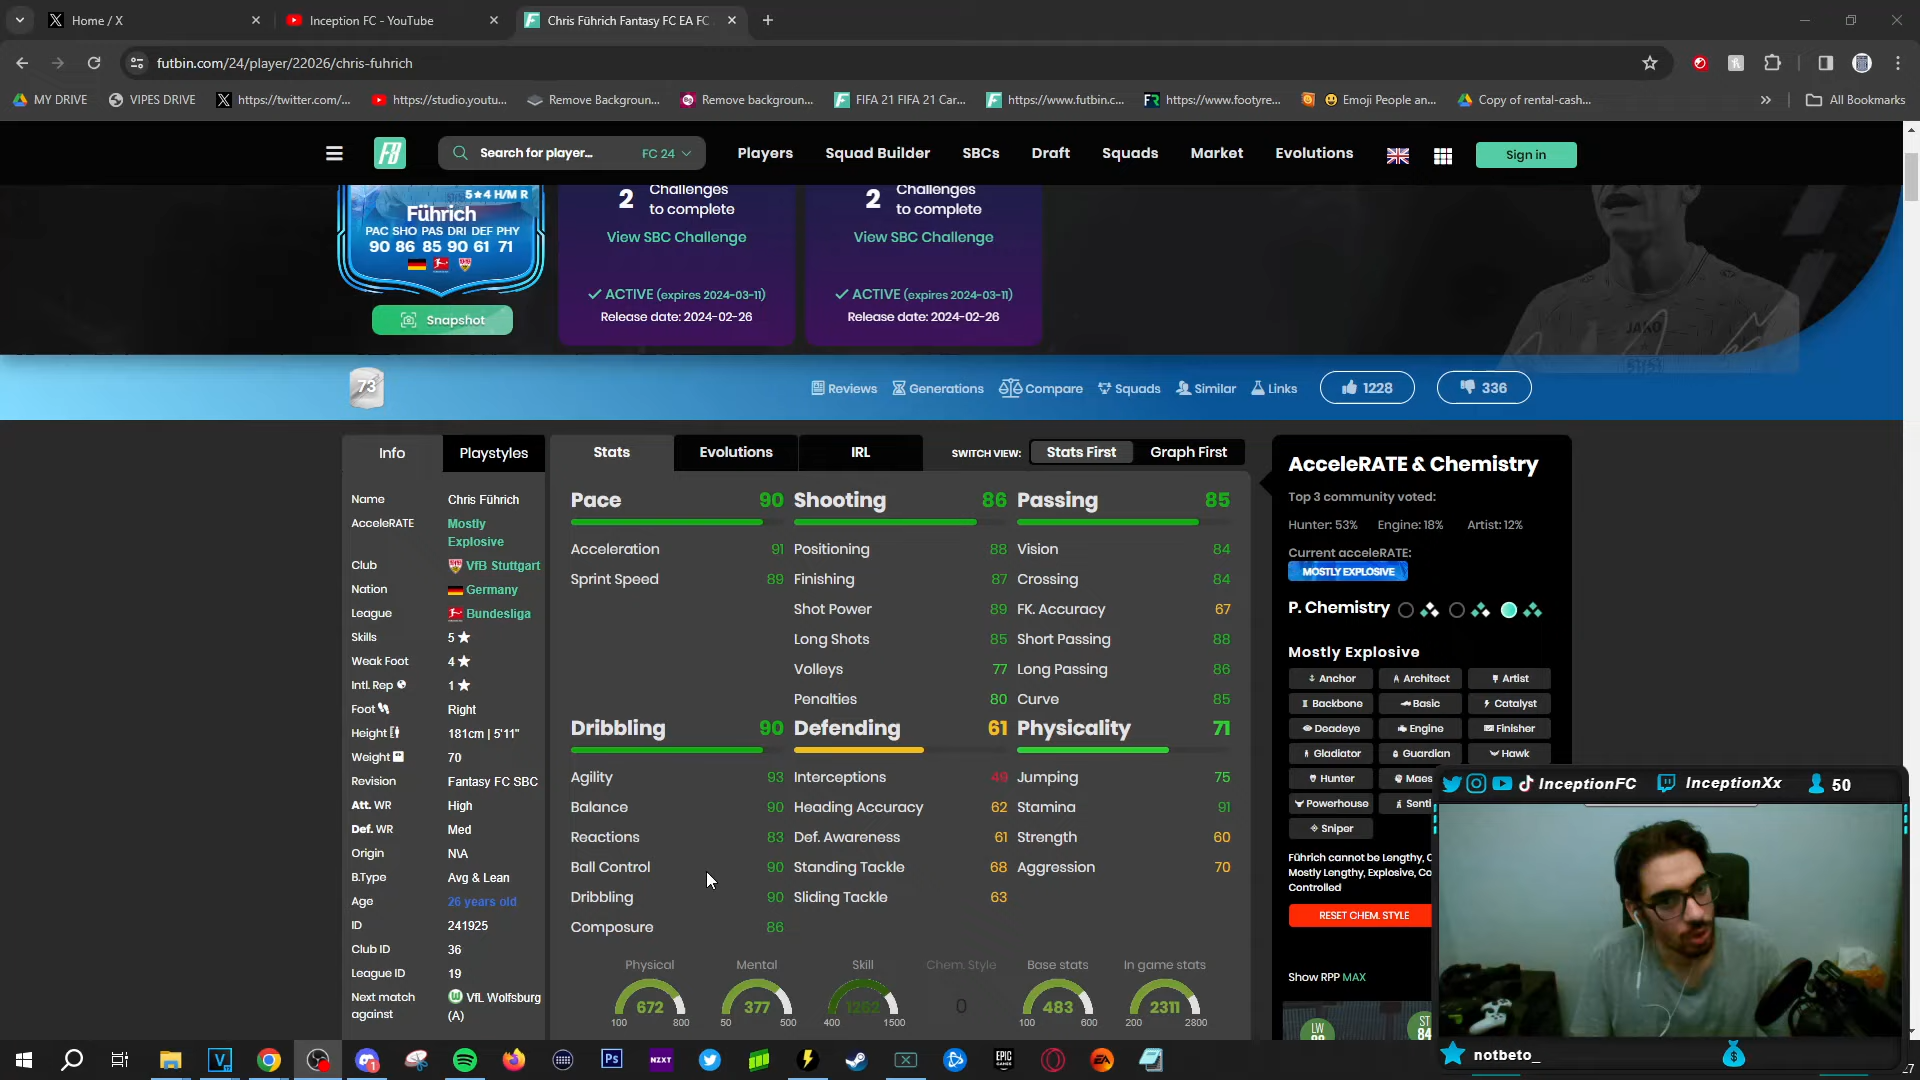 Home / X
Inception FC - YouTube
Chris Führich Fantasy FC EA FC
futbin.com/24/player/22026/chris-fuhrich
MY DRIVE
VIPES DRIVE
https://twitter.com/...
https://studio.youtu...
Remove Backgroun...
Remove backgroun...
FIFA 21 FIFA 21 Car...
https://www.futbin.c...
https://www.footyre...
Emoji People an...
Copy of rental-cash...
All Bookmarks
Search for player...
FC 24
Players
Squad Builder
SBCs
Draft
Squads
Market
Evolutions
Sign in
5★4 H/M R
Führich
PAC SHO PAS DRI DEF PHY
90 86 85 90 61 71
Snapshot
2 Challenges to complete
View SBC Challenge
ACTIVE (expires 2024-03-11)
Release date: 2024-02-26
2 Challenges to complete
View SBC Challenge
ACTIVE (expires 2024-03-11)
Release date: 2024-02-26
JAKO
73
Reviews
Generations
Compare
Squads
Similar
Links
1228
336
Info
Playstyles
Name Chris Führich
AcceleRATE Mostly Explosive
Club VfB Stuttgart
Nation Germany
League Bundesliga
Skills 5 ★
Weak Foot 4 ★
Intl. Rep 1 ★
Foot Right
Height 181cm | 5'11"
Weight 70
Revision Fantasy FC SBC
Att. WR High
Def. WR Med
Origin N\A
B.Type Avg & Lean
Age 26 years old
ID 241925
Club ID 36
League ID 19
Next match against VfL Wolfsburg (A)
Stats
Evolutions
IRL
SWITCH VIEW:
Stats First
Graph First
Pace 90
Acceleration 91
Sprint Speed 89
Shooting 86
Positioning 88
Finishing 87
Shot Power 89
Long Shots 85
Volleys 77
Penalties 80
Passing 85
Vision 84
Crossing 84
FK. Accuracy 67
Short Passing 88
Long Passing 86
Curve 85
Dribbling 90
Agility 93
Balance 90
Reactions 83
Ball Control 90
Dribbling 90
Composure 86
Defending 61
Interceptions 49
Heading Accuracy 62
Def. Awareness 61
Standing Tackle 68
Sliding Tackle 63
Physicality 71
Jumping 75
Stamina 91
Strength 60
Aggression 70
Physical
672
100 800
Mental
377
50 500
Skill
1262
400 1500
Chem. Style
0
Base stats
483
100 600
In game stats
2311
200 2800
AcceleRATE & Chemistry
Top 3 community voted:
Hunter: 53% Engine: 18% Artist: 12%
Current acceleRATE:
MOSTLY EXPLOSIVE
P. Chemistry
Mostly Explosive
Anchor
Architect
Artist
Backbone
Basic
Catalyst
Deadeye
Engine
Finisher
Gladiator
Guardian
Hawk
Hunter
Powerhouse
Sniper
Führich cannot be Lengthy,
Mostly Lengthy, Explosive,
Controlled
RESET CHEM. STYLE
Show RPP MAX
LW
ST
84
InceptionFC
InceptionXx
50
notbeto_
Ps
NZXT
EPIC GAMES
EA